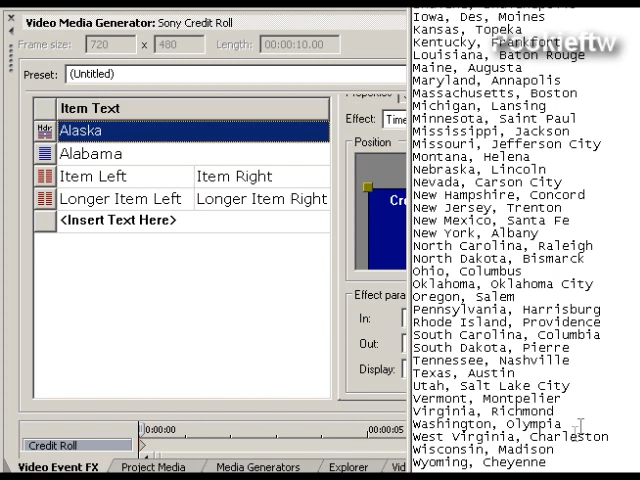 Video Media Generator: Sony Credit Roll
Frame size: 720 x 480 Length: 00:00:10.00
Preset: (Untitled)
Item Text
Hdr Alaska
Alabama
Item Left Item Right
Longer Item Left Longer Item Right
<Insert Text Here>
Effect: Time
Position
Cr
Effect para
In:
Out:
Display:
0:00:00 00:00:05
Credit Roll
Video Event FX Project Media Media Generators Explorer Vid
Iowa, Des, Moines
Kansas, Topeka
Kentucky, Frankfort
Louisiana, Baton Rouge
Maine, Augusta
Maryland, Annapolis
Massachusetts, Boston
Michigan, Lansing
Minnesota, Saint Paul
Mississippi, Jackson
Missouri, Jefferson City
Montana, Helena
Nebraska, Lincoln
Nevada, Carson City
New Hampshire, Concord
New Jersey, Trenton
New Mexico, Santa Fe
New York, Albany
North Carolina, Raleigh
North Dakota, Bismarck
Ohio, Columbus
Oklahoma, Oklahoma City
Oregon, Salem
Pennsylvania, Harrisburg
Rhode Island, Providence
South Carolina, Columbia
South Dakota, Pierre
Tennessee, Nashville
Texas, Austin
Utah, Salt Lake City
Vermont, Montpelier
Virginia, Richmond
Washington, Olympia
West Virginia, Charleston
Wisconsin, Madison
Wyoming, Cheyenne